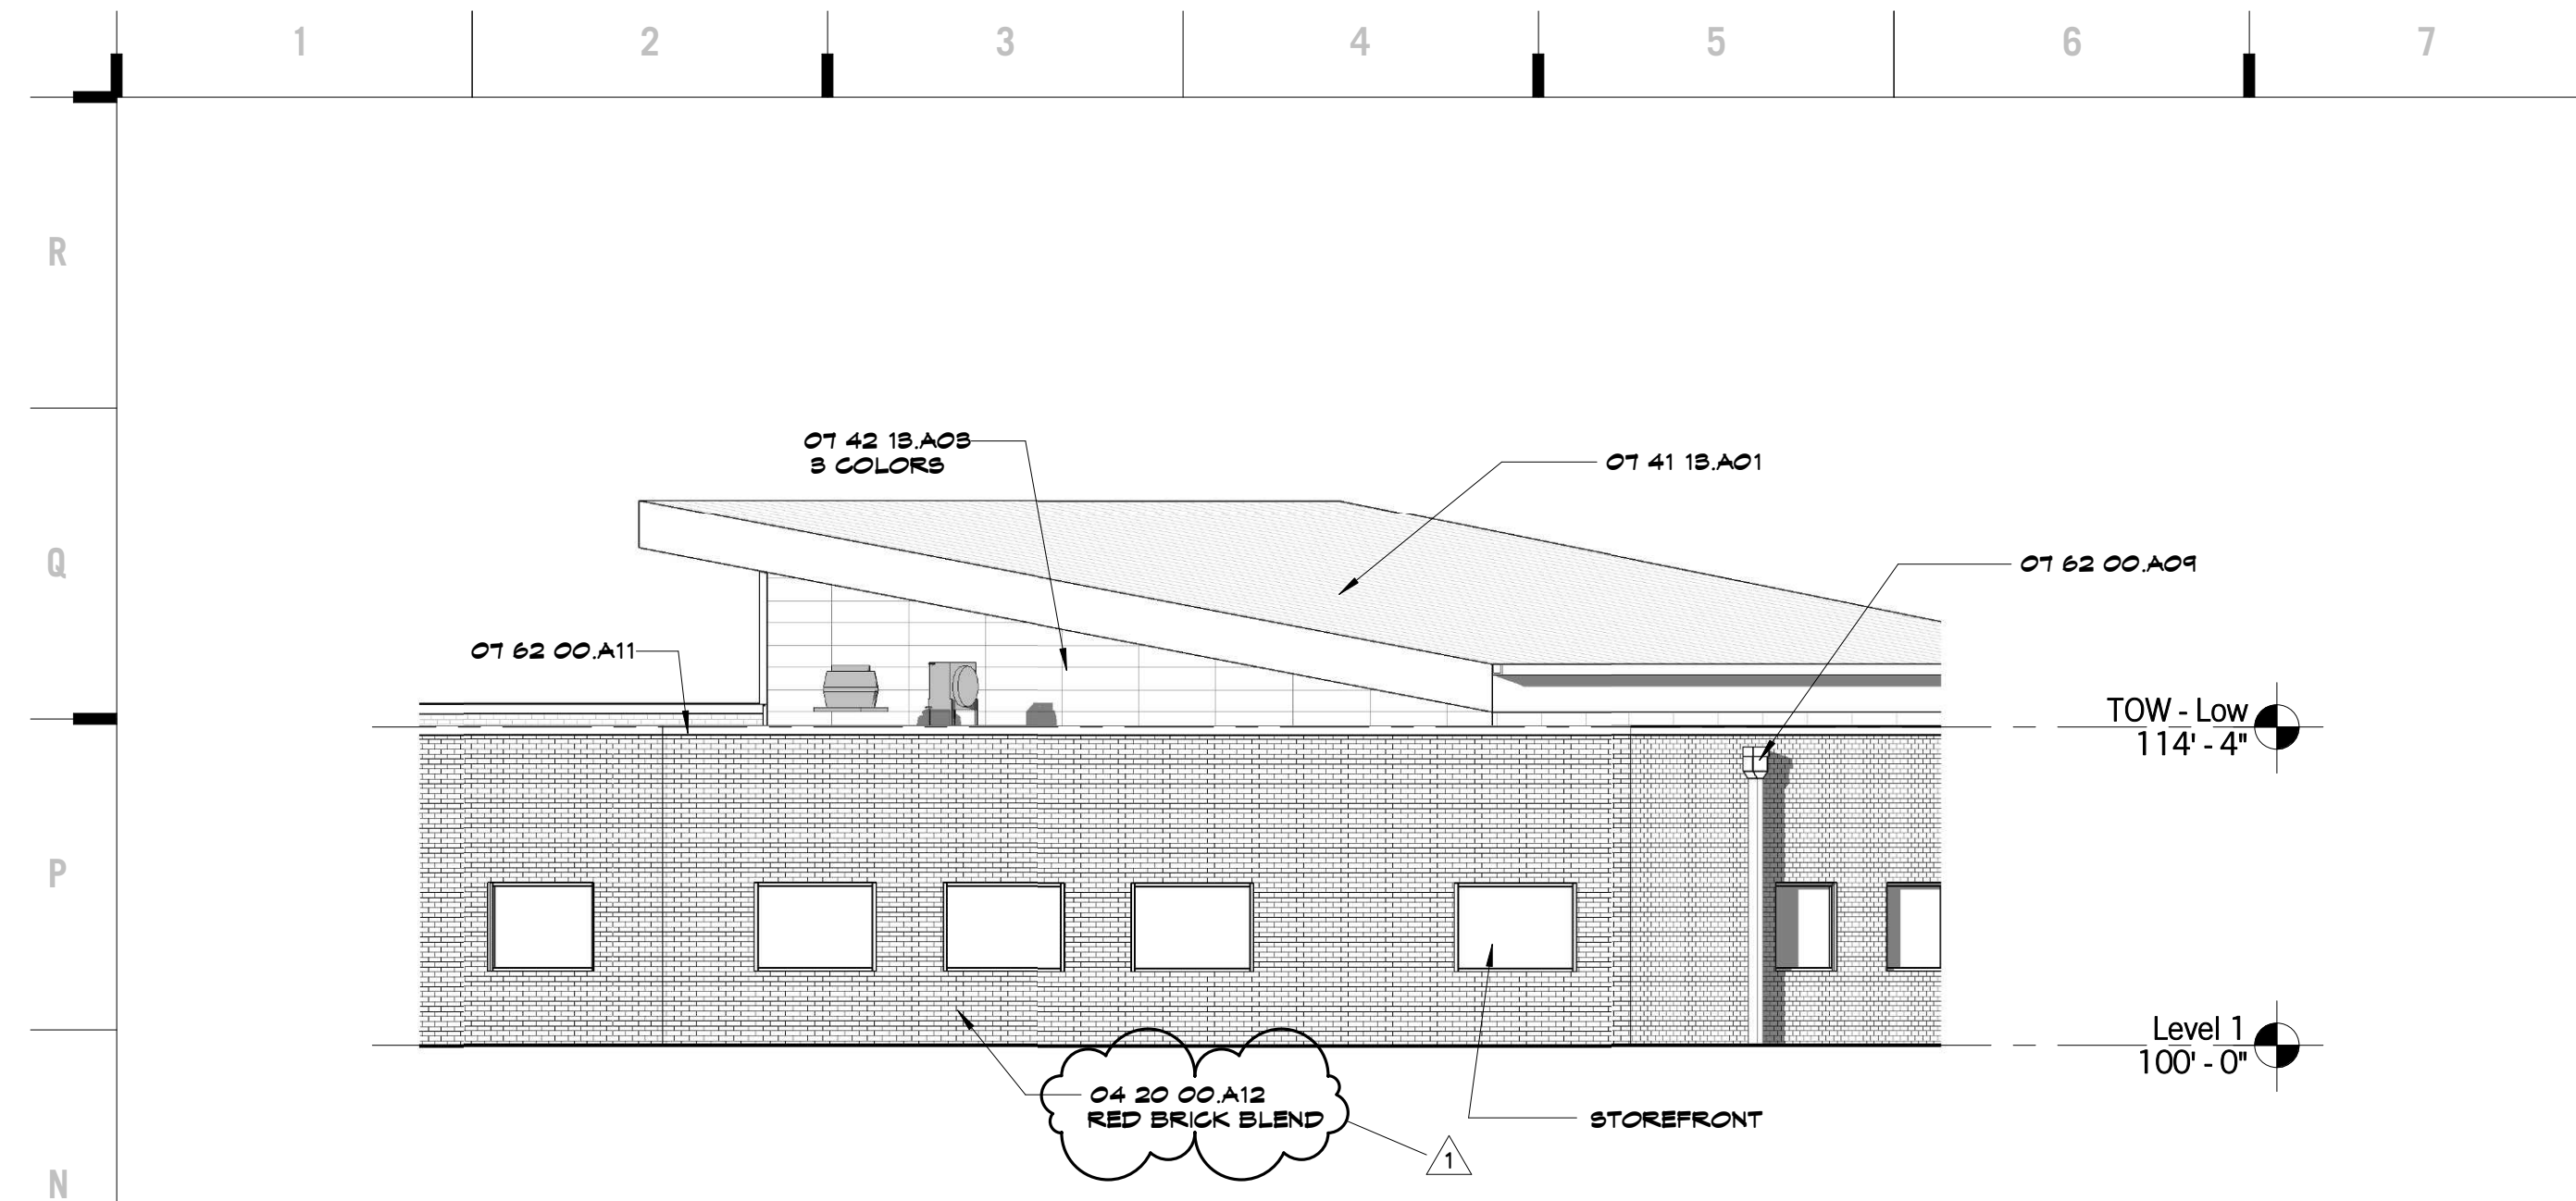 1 2 3 4 5 6 7
R
07 42 13.A03
3 COLORS
07 41 13.A01
Q
07 62 00.A09
07 62 00.A11
TOW - Low
114' - 4"
P
Level 1
100' - 0"
04 20 00.A12
RED BRICK BLEND
STOREFRONT
1
N